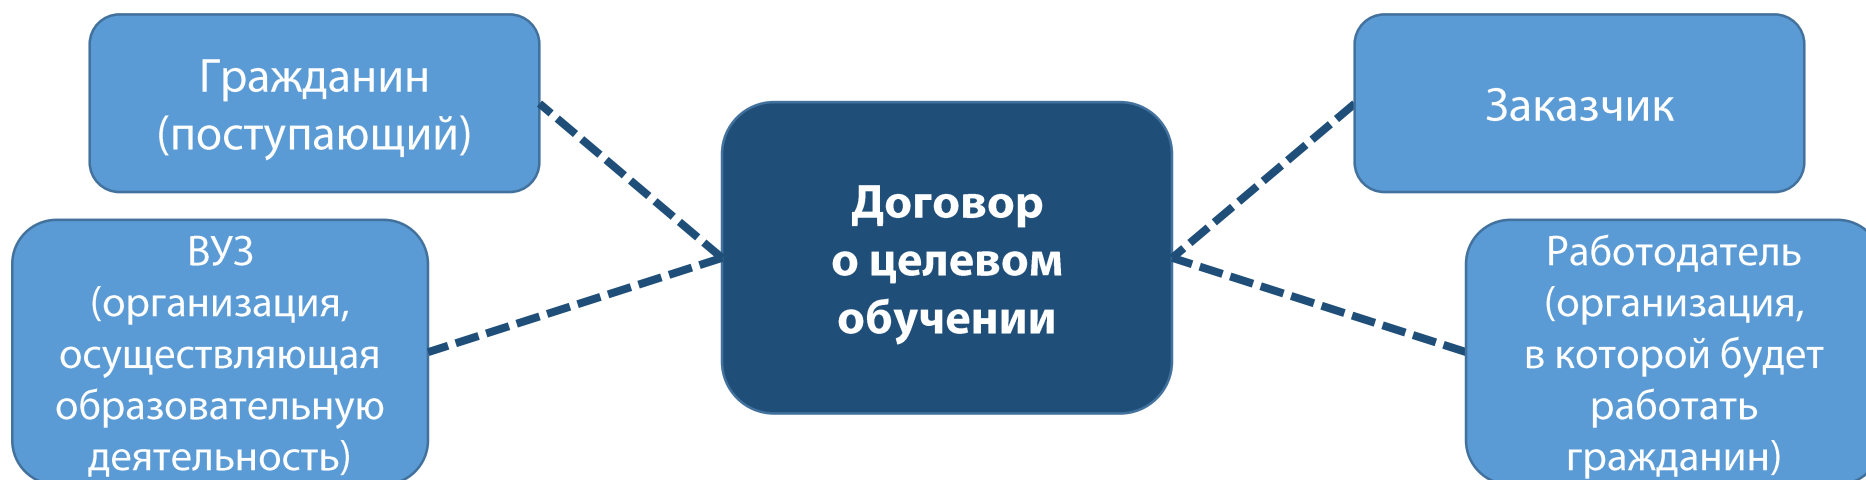 Гражданин
(поступающий)
ВУЗ
(организация,
осуществляющая
образовательную
деятельность)
Договор
о целевом
обучении
Заказчик
Работодатель
(организация,
в которой будет
работать
гражданин)